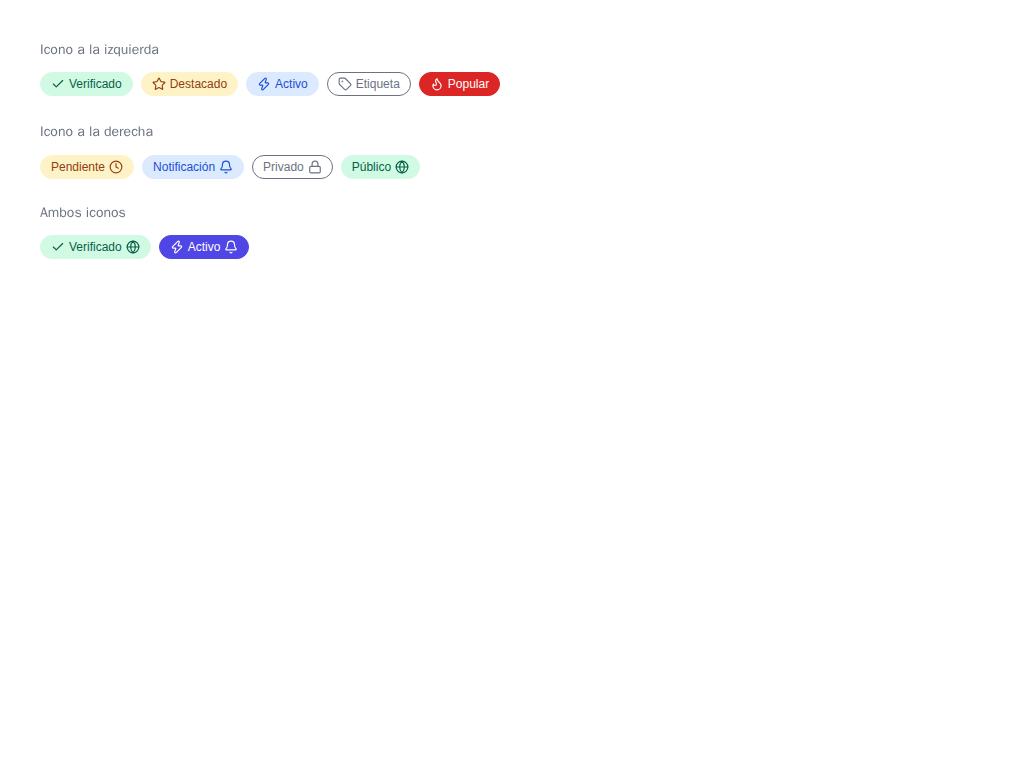 Icono a la izquierda
Verificado Destacado Activo Etiqueta Popular
Icono a la derecha
Pendiente Notificación Privado Público
Ambos iconos
Verificado Activo